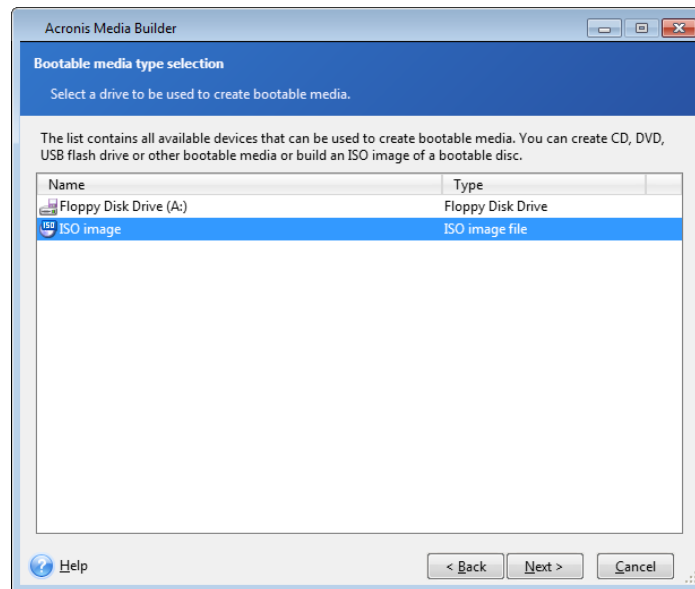 Acronis Media Builder
Bootable media type selection
Select a drive to be used to create bootable media.
The list contains all available devices that can be used to create bootable media. You can create CD, DVD,
USB flash drive or other bootable media or build an ISO image of a bootable disc.
Name Type
Floppy Disk Drive (A:) Floppy Disk Drive
ISO ISO image ISO image file
Help < Back Next > Cancel